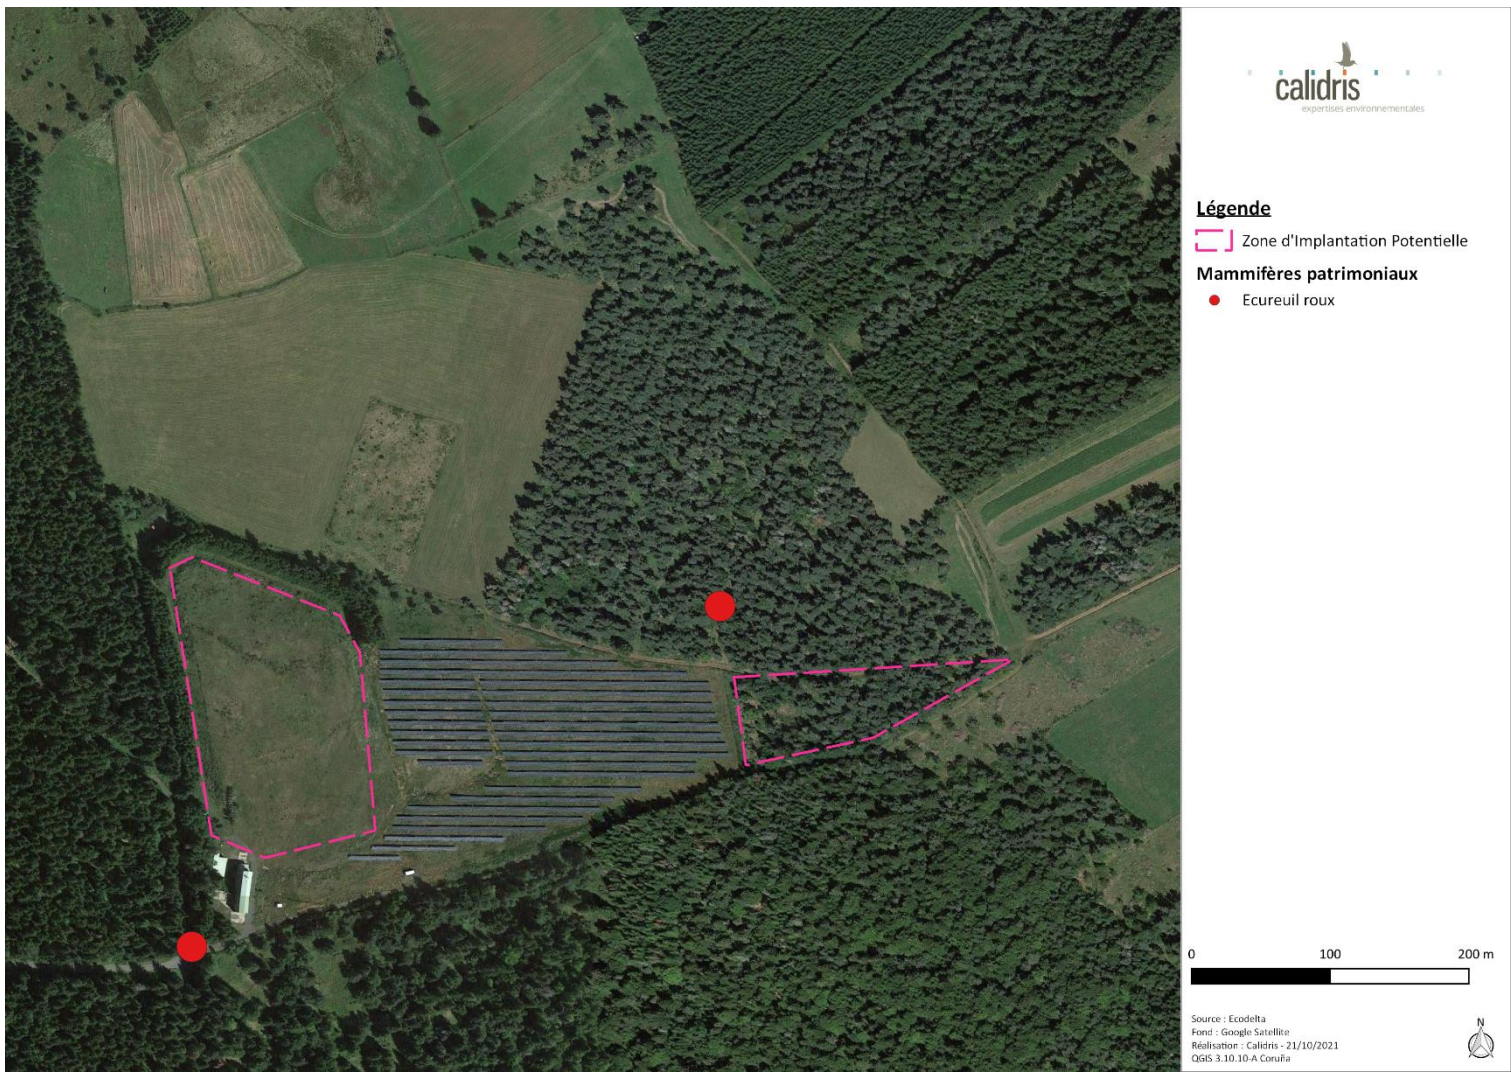 calidris
expertises environnementales
Légende
Zone d'Implantation Potentielle
Mammifères patrimoniaux
Ecureuil roux
0 100 200 m
Source : Ecodelta
Fond : Google Satellite
Réalisation : Calidris - 21/10/2021
QGIS 3.10.10-A Coruña
N